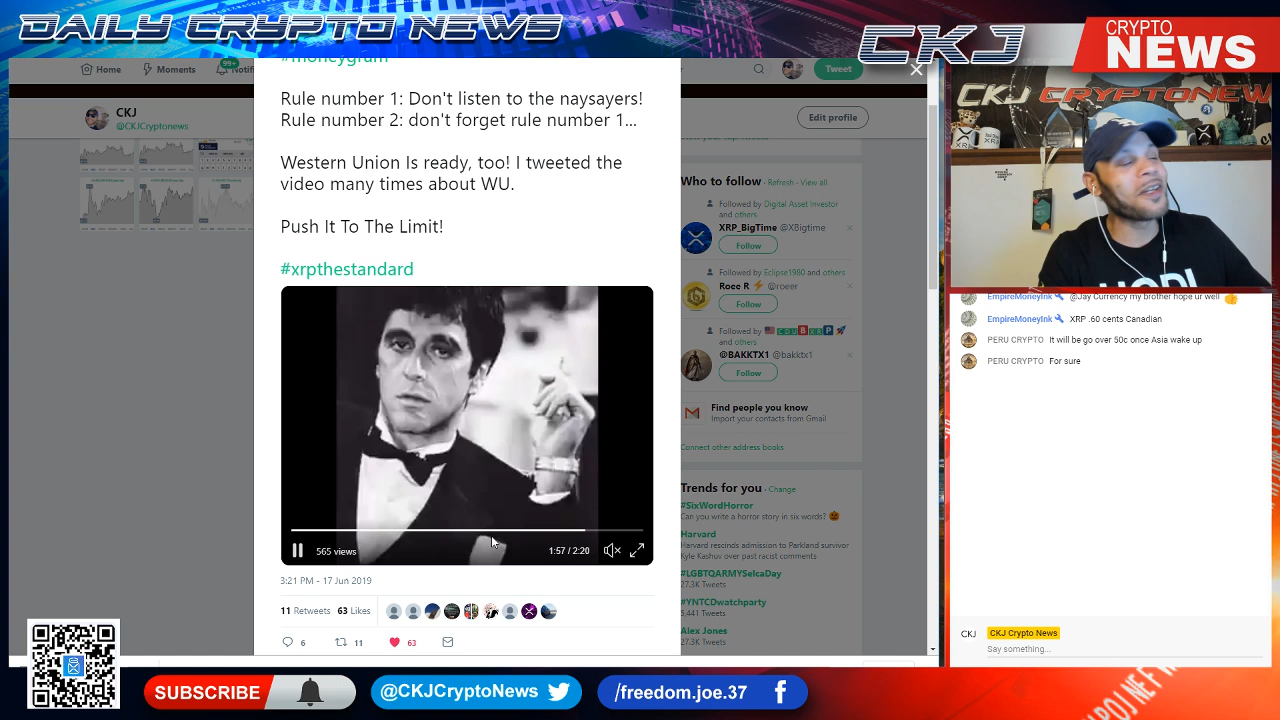 DAILY CRYPTO NEWS
CKJ
CRYPTO
NEWS
Home
Moments
99+
Notifi
Tweet
#moneygram
CKJ
@CKJCryptonews
Edit profile
Rule number 1: Don't listen to the naysayers!
Rule number 2: don't forget rule number 1...
Western Union Is ready, too! I tweeted the
video many times about WU.
Push It To The Limit!
#xrpthestandard
565 views
1:57 / 2:20
3:21 PM - 17 Jun 2019
11 Retweets 63 Likes
6 11 63
Who to follow · Refresh · View all
Followed by Digital Asset Investor
and others
XRP_BigTime @XBigtime
Follow
Followed by Eclipse1980 and others
Roee R @roeer
Follow
Followed by
and others
@BAKKTX1 @bakktx1
Follow
Find people you know
Import your contacts from Gmail
Connect other address books
Trends for you · Change
#SixWordHorror
Can you write a horror story in six words?
Harvard
Harvard rescinds admission to Parkland survivor
Kyle Kashuv over past racist comments
#LGBTQARMYSelcaDay
27.3K Tweets
#YNTCDwatchparty
5,441 Tweets
Alex Jones
27.3K Tweets
CKJ CRYPTONEW
EmpireMoneyInk @Jay Currency my brother hope ur well
EmpireMoneyInk XRP .60 cents Canadian
PERU CRYPTO It will be go over 50c once Asia wake up
PERU CRYPTO For sure
CKJ
CKJ Crypto News
Say something...
SUBSCRIBE
@CKJCryptoNews
/freedom.joe.37